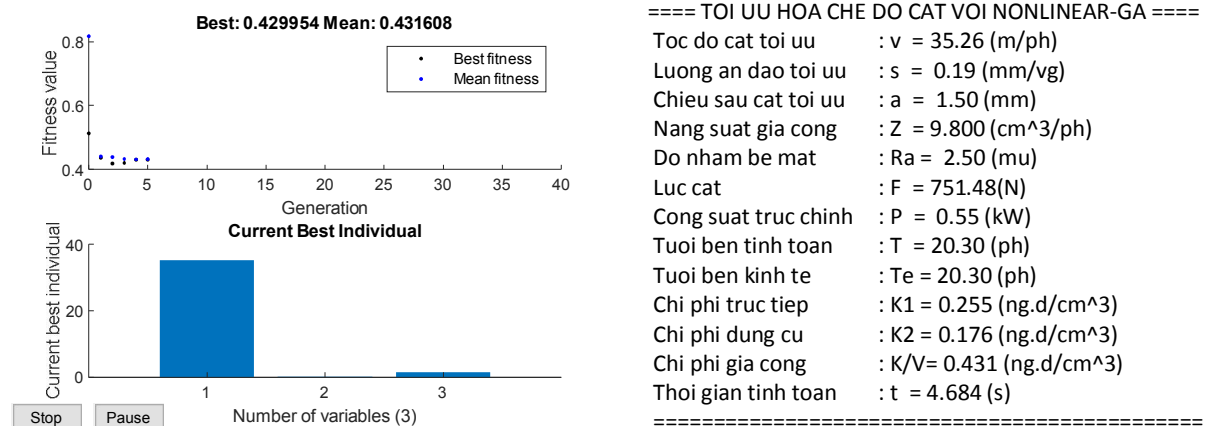 Best: 0.429954 Mean: 0.431608
Fitness value
0.8
0.6
0.4
Best fitness
Mean fitness
0 5 10 15 20 25 30 35 40
Generation
Current Best Individual
Current best individual
40
20
0
1 2 3
Number of variables (3)
Stop Pause
==== TOI UU HOA CHE DO CAT VOI NONLINEAR-GA ====
Toc do cat toi uu : v = 35.26 (m/ph)
Luong an dao toi uu : s = 0.19 (mm/vg)
Chieu sau cat toi uu : a = 1.50 (mm)
Nang suat gia cong : Z = 9.800 (cm^3/ph)
Do nham be mat : Ra = 2.50 (mu)
Luc cat : F = 751.48(N)
Cong suat truc chinh : P = 0.55 (kW)
Tuoi ben tinh toan : T = 20.30 (ph)
Tuoi ben kinh te : Te = 20.30 (ph)
Chi phi truc tiep : K1 = 0.255 (ng.d/cm^3)
Chi phi dung cu : K2 = 0.176 (ng.d/cm^3)
Chi phi gia cong : K/V= 0.431 (ng.d/cm^3)
Thoi gian tinh toan : t = 4.684 (s)
==============================================